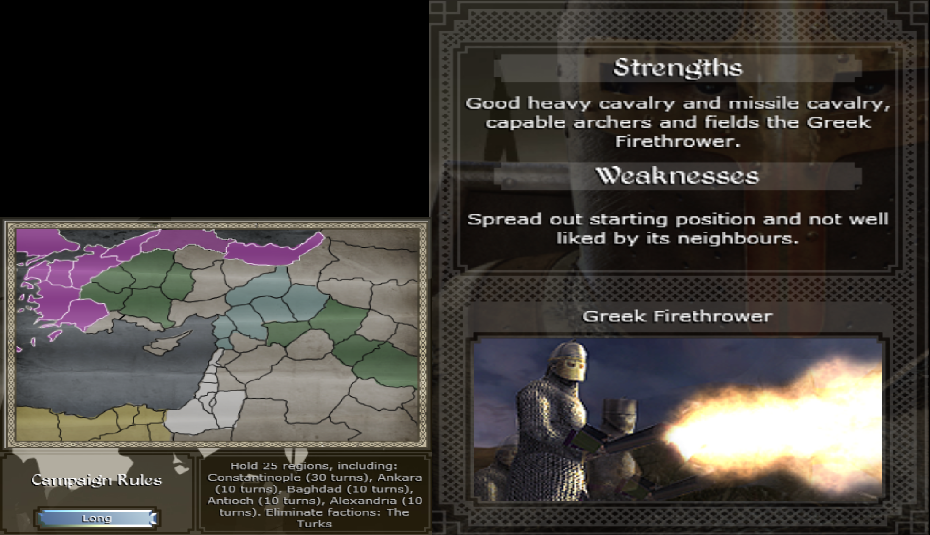 Strengths
Good heavy cavalry and missile cavalry,
capable archers and fields the Greek
Firethrower.
Weaknesses
Spread out starting position and not well
liked by its neighbours.
Greek Firethrower
Campaign Rules
Long
Hold 25 regions, including:
Constantinople (30 turns), Ankara
(10 turns), Baghdad (10 turns),
Antioch (10 turns), Alexandria (10
turns). Eliminate factions: The
Turks